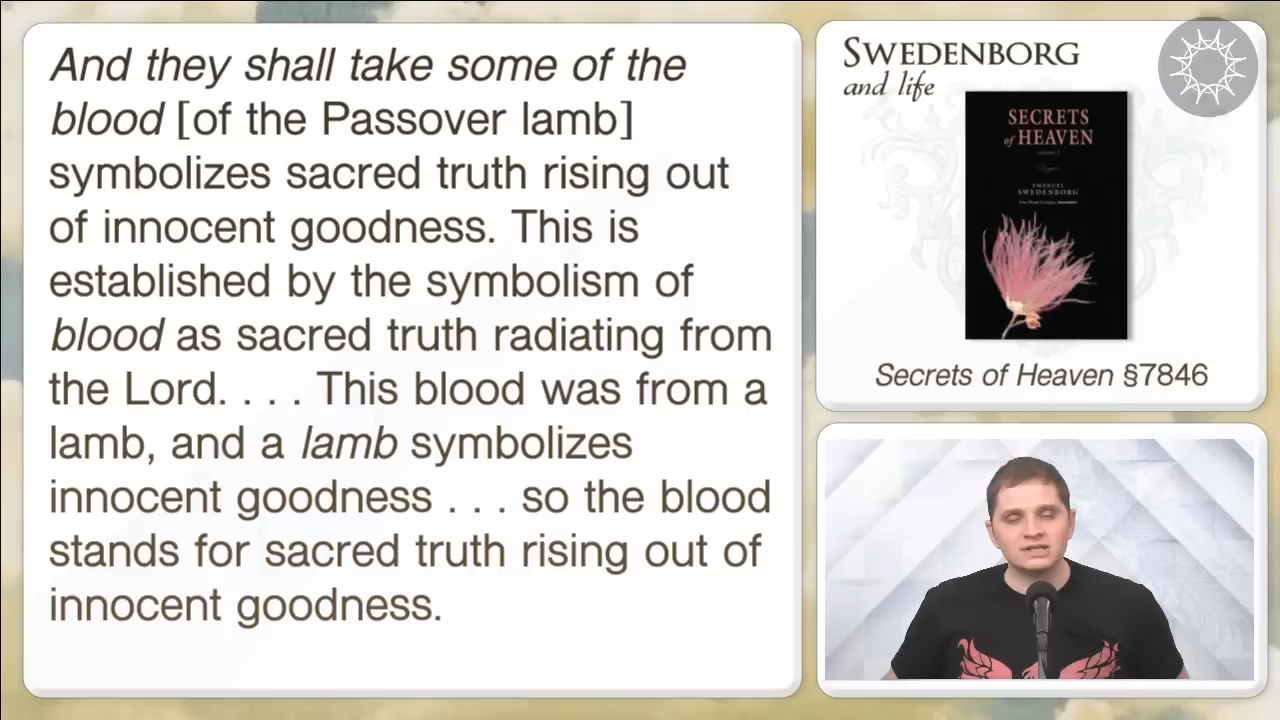 And they shall take some of the
blood [of the Passover lamb]
symbolizes sacred truth rising out
of innocent goodness. This is
established by the symbolism of
blood as sacred truth radiating from
the Lord. . . . This blood was from a
lamb, and a lamb symbolizes
innocent goodness . . . so the blood
stands for sacred truth rising out of
innocent goodness.
SWEDENBORG
and life
SECRETS
of HEAVEN
volume 2
EMANUEL
SWEDENBORG
Secrets of Heaven §7846